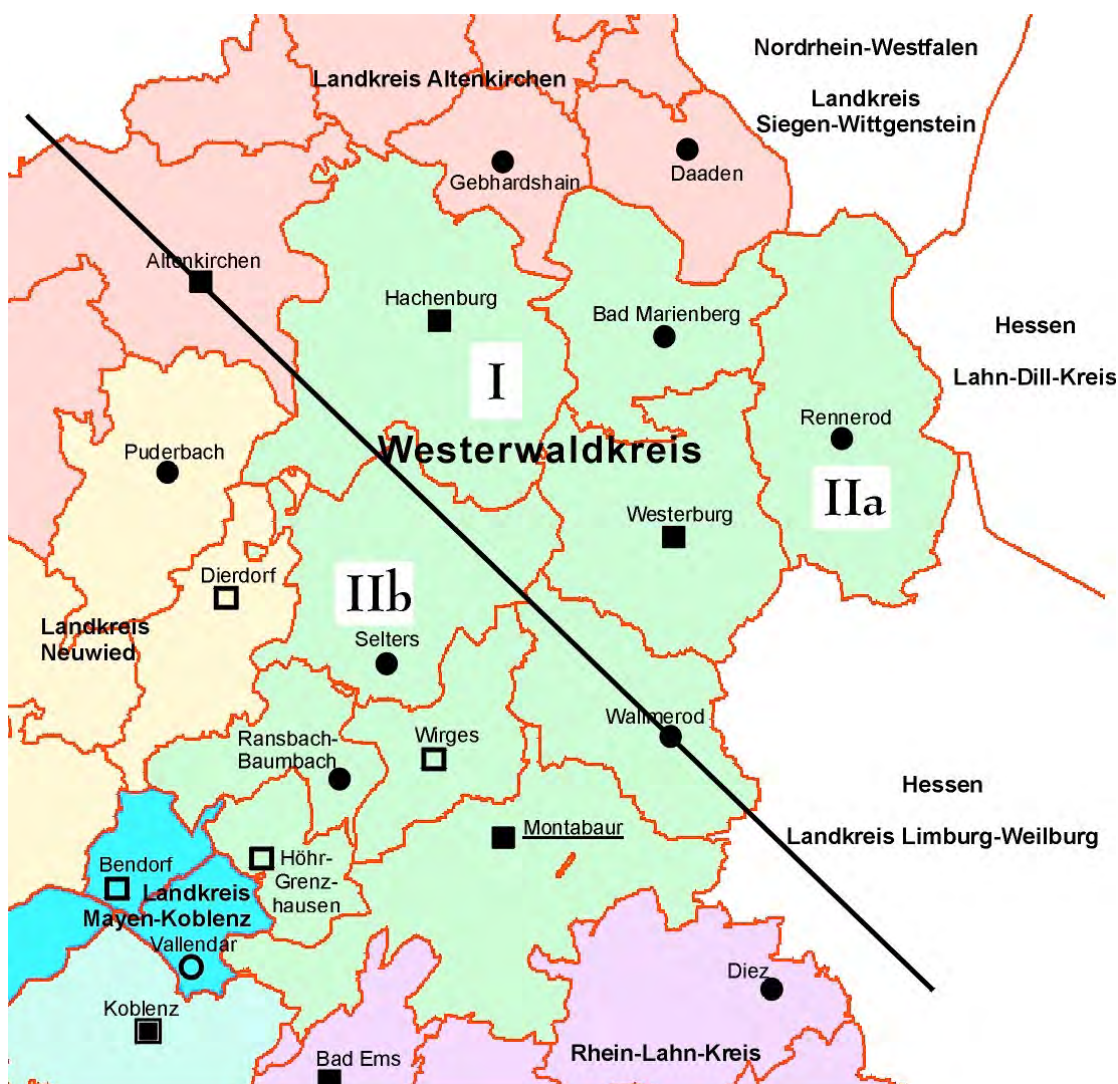 Nordrhein-Westfalen
Landkreis Altenkirchen
Landkreis
Siegen-Wittgenstein
Gebhardshain
Daaden
Altenkirchen
Hachenburg
Bad Marienberg
Hessen
Lahn-Dill-Kreis
I
Rennerod
Westerwaldkreis
Puderbach
IIa
Westerburg
Dierdorf
IIb
Landkreis
Neuwied
Selters
Wallmerod
Ransbach-
Baumbach
Wirges
Hessen
Landkreis Limburg-Weilburg
Montabaur
Bendorf
Höhr-
Grenz-
hausen
Landkreis
Mayen-Koblenz
Vallendar
Diez
Koblenz
Bad Ems
Rhein-Lahn-Kreis